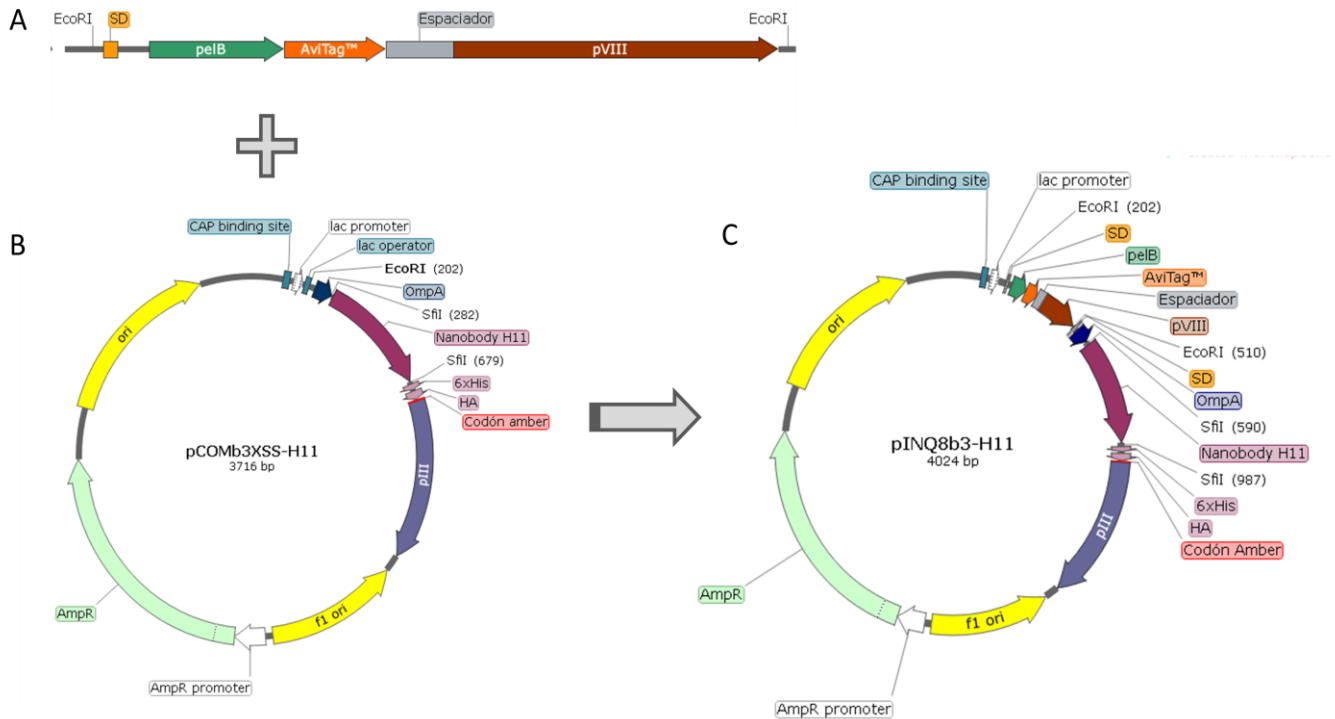 A
EcoRI
SD
Espaciador
EcoRI
pelB
AviTag™
pVIII
B
CAP binding site
lac promoter
lac operator
EcoRI (202)
OmpA
SfiI (282)
Nanobody H11
SfiI (679)
6xHis
HA
Codón amber
ori
pCOMb3XSS-H11
3716 bp
pIII
AmpR
f1 ori
AmpR promoter
C
CAP binding site
lac promoter
EcoRI (202)
SD
pelB
AviTag™
Espaciador
pVIII
EcoRI (510)
SD
OmpA
SfiI (590)
Nanobody H11
SfiI (987)
6xHis
HA
Codón Amber
ori
pINQ8b3-H11
4024 bp
pIII
AmpR
f1 ori
AmpR promoter